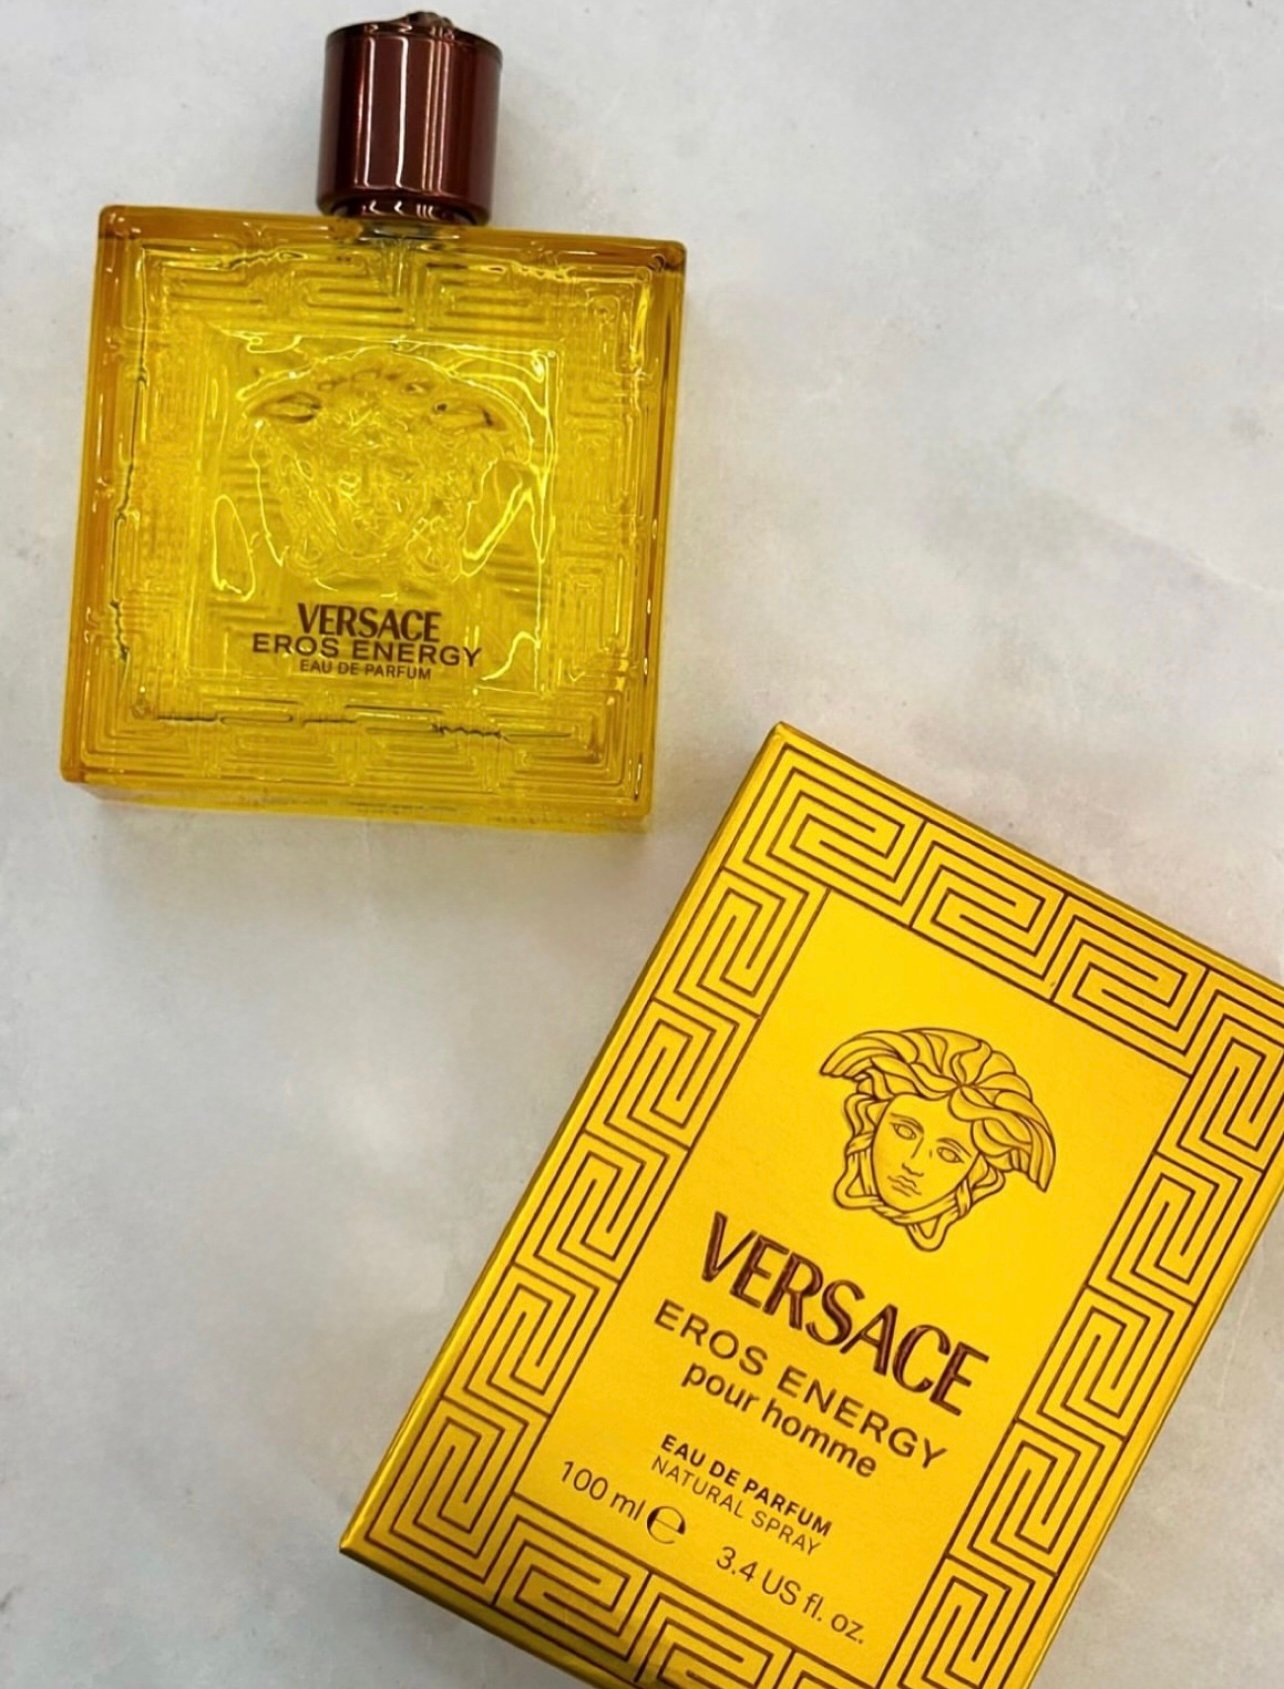 VERSACE
EROS ENERGY
EAU DE PARFUM
VERSACE
EROS ENERGY
pour homme
EAU DE PARFUM
NATURAL SPRAY
100 ml ℮ 3.4 US fl. oz.